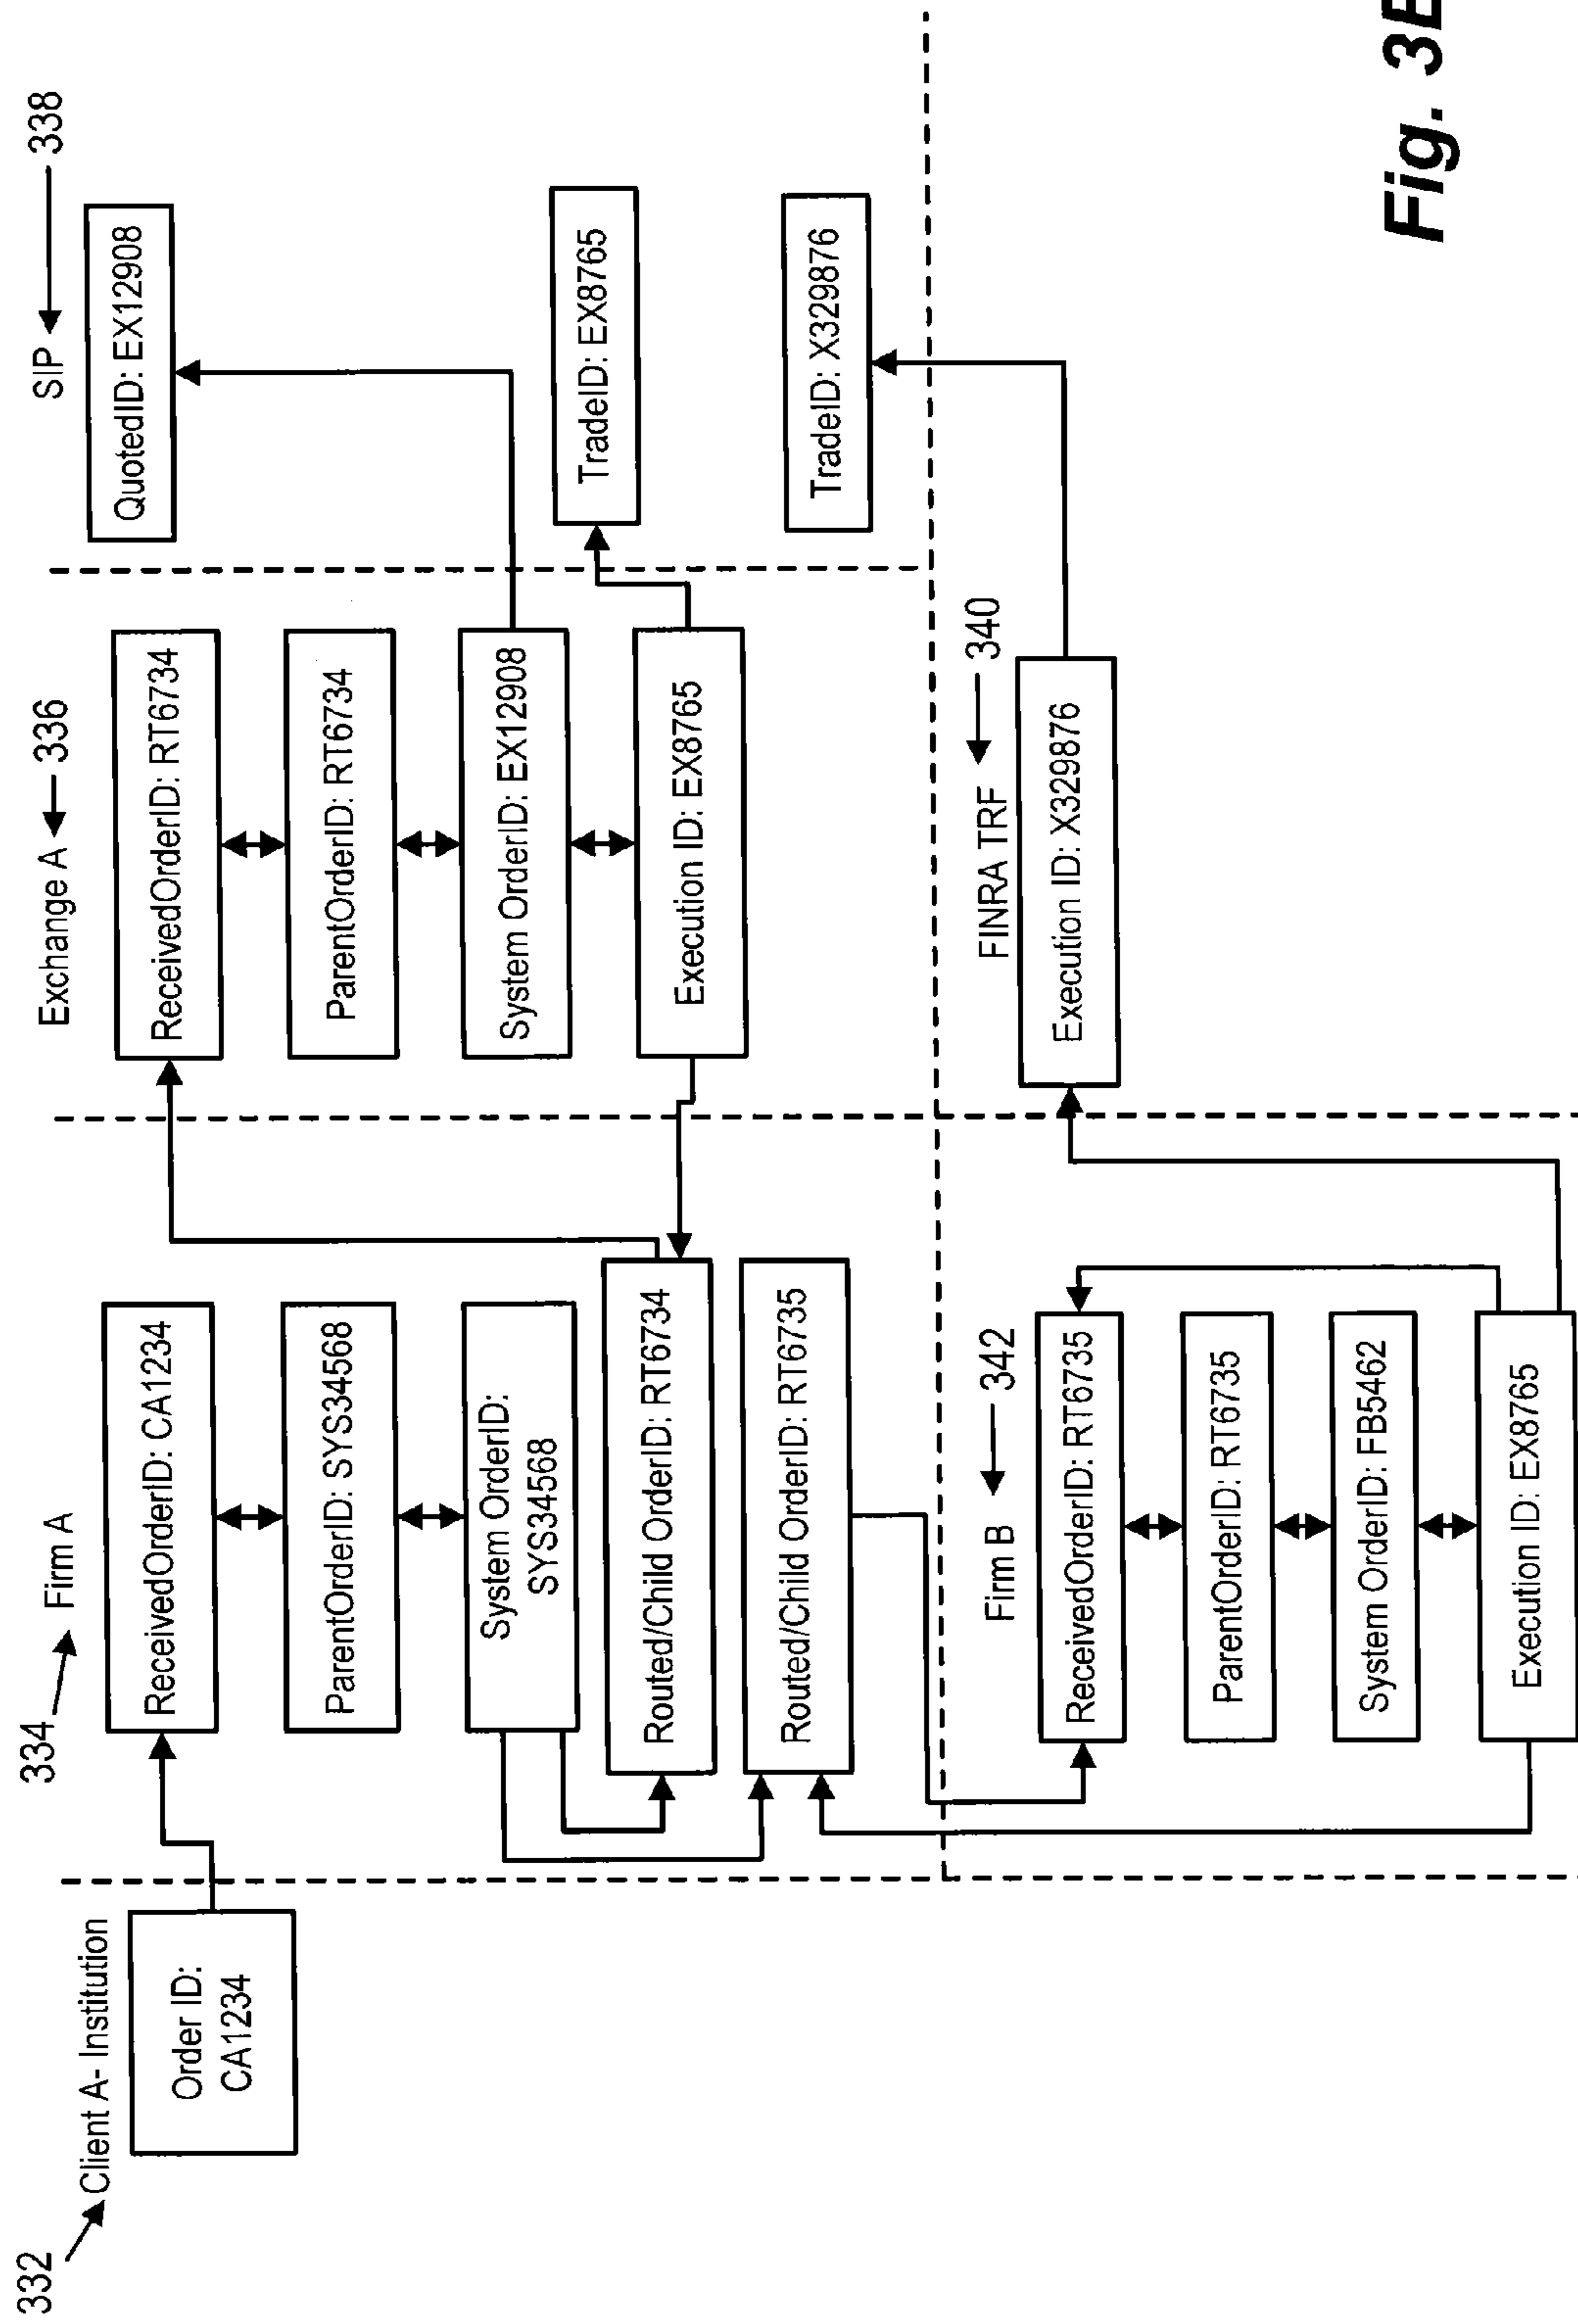 332
Client A- Institution
Order ID:
CA1234
334
Firm A
ReceivedOrderID: CA1234
ParentOrderID: SYS34568
System OrderID:
SYS34568
Routed/Child OrderID: RT6734
Routed/Child OrderID: RT6735
Exchange A
336
ReceivedOrderID: RT6734
ParentOrderID: RT6734
System OrderID: EX12908
Execution ID: EX8765
SIP
338
QuotedID: EX12908
TradeID: EX8765
TradeID: X329876
Firm B
342
ReceivedOrderID: RT6735
ParentOrderID: RT6735
System OrderID: FB5462
Execution ID: EX8765
FINRA TRF
340
Execution ID: X329876
Fig. 3E